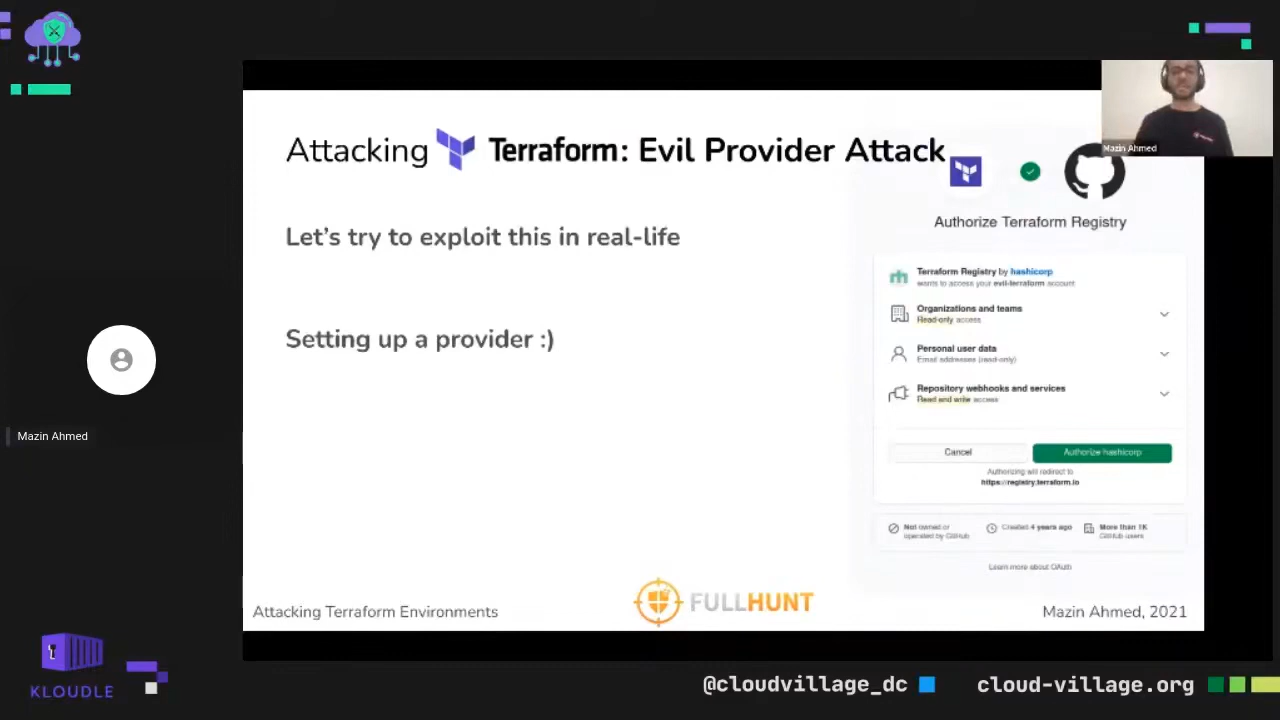 Attacking Terraform: Evil Provider Attack
Let's try to exploit this in real-life
Setting up a provider :)
Mazin Ahmed
Authorize Terraform Registry
Terraform Registry by hashicorp
wants to access your evil-terraform account
Organizations and teams
Read-only access
Personal user data
Email addresses (read-only)
Repository webhooks and services
Read and write access
Cancel
Authorize hashicorp
Authorizing will redirect to
https://registry.terraform.io
Not owned or
operated by GitHub
Created 4 years ago
More than 1K
GitHub users
Learn more about OAuth
Mazin Ahmed
Attacking Terraform Environments
FULLHUNT
Mazin Ahmed, 2021
KLOUDLE
@cloudvillage_dc
cloud-village.org